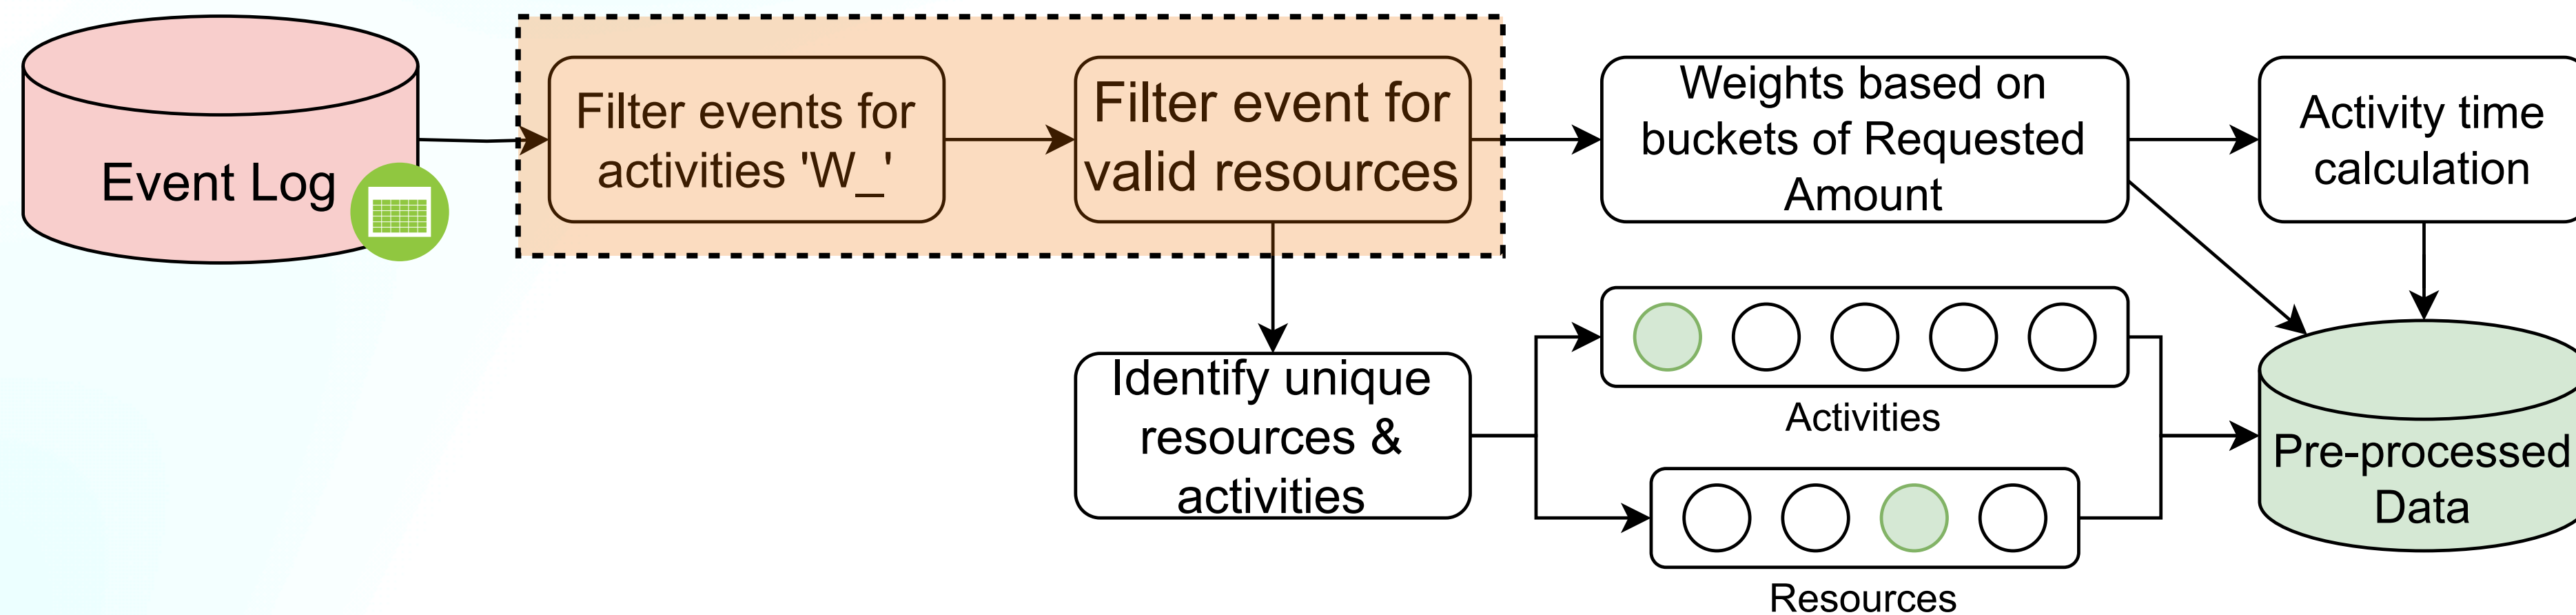 Event Log
Filter events for
activities 'W_'
Filter event for
valid resources
Weights based on
buckets of Requested
Amount
Activity time
calculation
Identify unique
resources &
activities
Activities
Resources
Pre-processed
Data